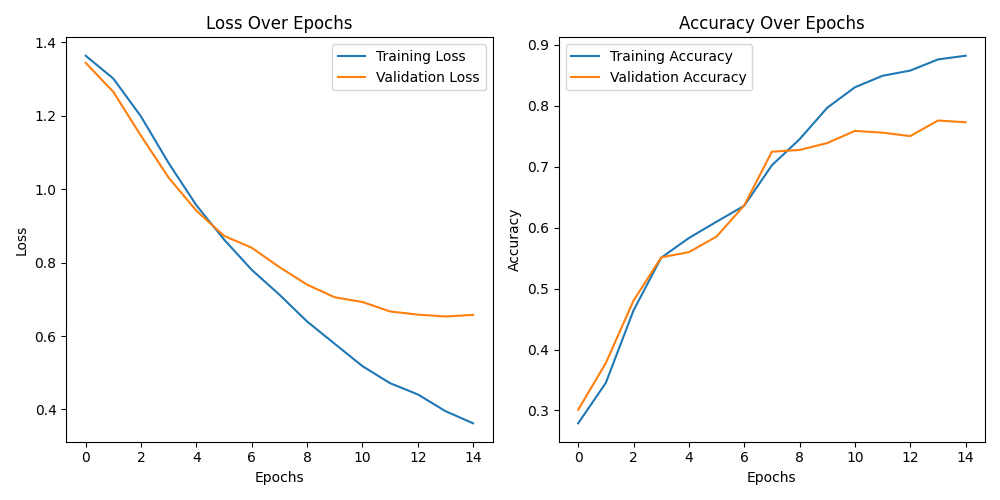 Loss Over Epochs
1.4
1.2
1.0
0.8
0.6
0.4
Loss
Training Loss
Validation Loss
0 2 4 6 8 10 12 14
Epochs
Accuracy Over Epochs
0.9
0.8
0.7
0.6
0.5
0.4
0.3
Accuracy
Training Accuracy
Validation Accuracy
0 2 4 6 8 10 12 14
Epochs